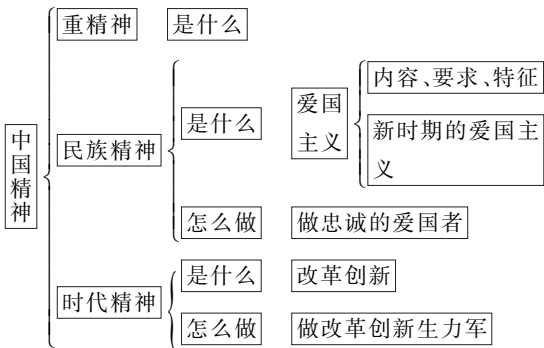 中国精神
重精神
是什么
民族精神
是什么
爱国
主义
内容、要求、特征
新时期的爱国主
义
怎么做
做忠诚的爱国者
时代精神
是什么
改革创新
怎么做
做改革创新生力军